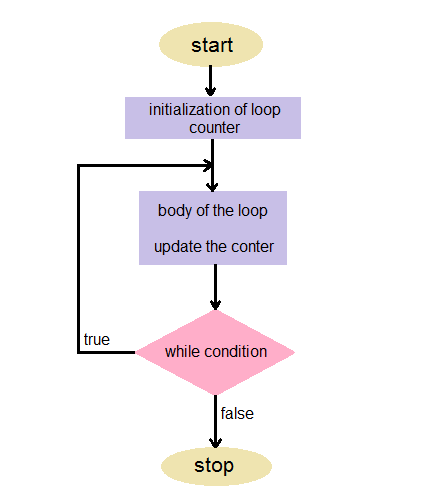 start
initialization of loop
counter
body of the loop
update the conter
while condition
true
false
stop